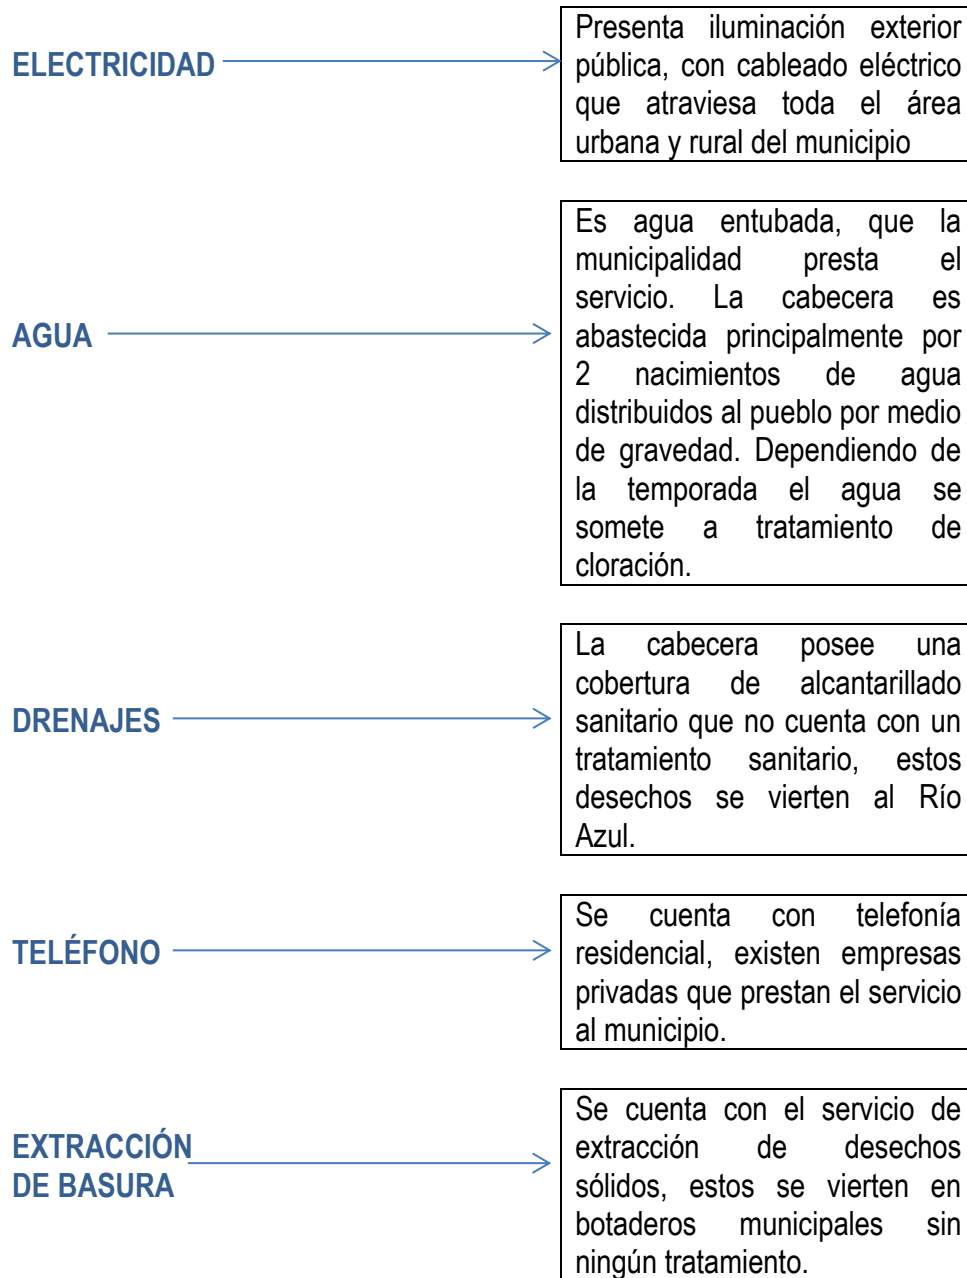 ELECTRICIDAD
Presenta iluminación exterior
pública, con cableado eléctrico
que atraviesa toda el área
urbana y rural del municipio
AGUA
Es agua entubada, que la
municipalidad presta el
servicio. La cabecera es
abastecida principalmente por
2 nacimientos de agua
distribuidos al pueblo por medio
de gravedad. Dependiendo de
la temporada el agua se
somete a tratamiento de
cloración.
DRENAJES
La cabecera posee una
cobertura de alcantarillado
sanitario que no cuenta con un
tratamiento sanitario, estos
desechos se vierten al Río
Azul.
TELÉFONO
Se cuenta con telefonía
residencial, existen empresas
privadas que prestan el servicio
al municipio.
EXTRACCIÓN
DE BASURA
Se cuenta con el servicio de
extracción de desechos
sólidos, estos se vierten en
botaderos municipales sin
ningún tratamiento.